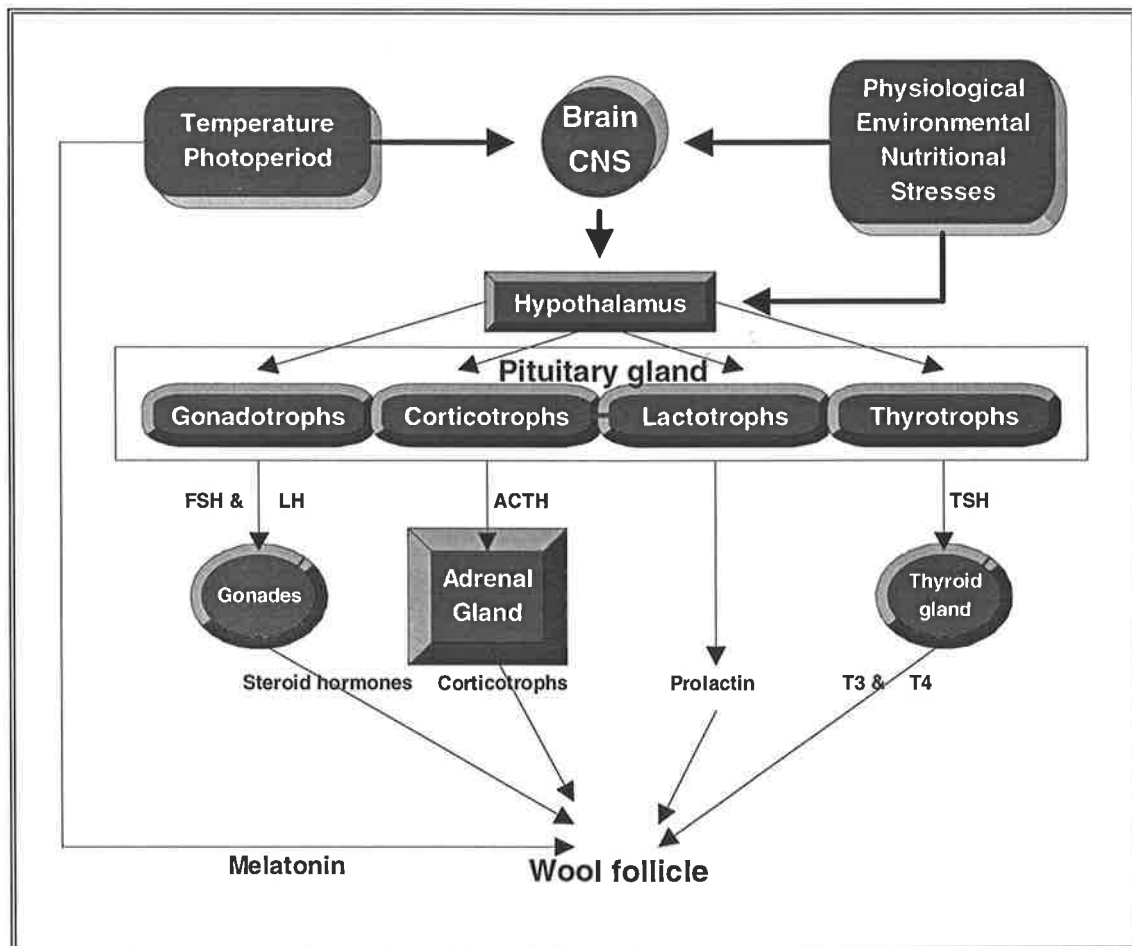 Temperature
Photoperiod
Brain
CNS
Physiological
Environmental
Nutritional
Stresses
Hypothalamus
Pituitary gland
Gonadotrophs
Corticotrophs
Lactotrophs
Thyrotrophs
FSH & LH
ACTH
TSH
Gonades
Adrenal
Gland
Thyroid
gland
Steroid hormones
Corticotrophs
Prolactin
T3 & T4
Melatonin
Wool follicle